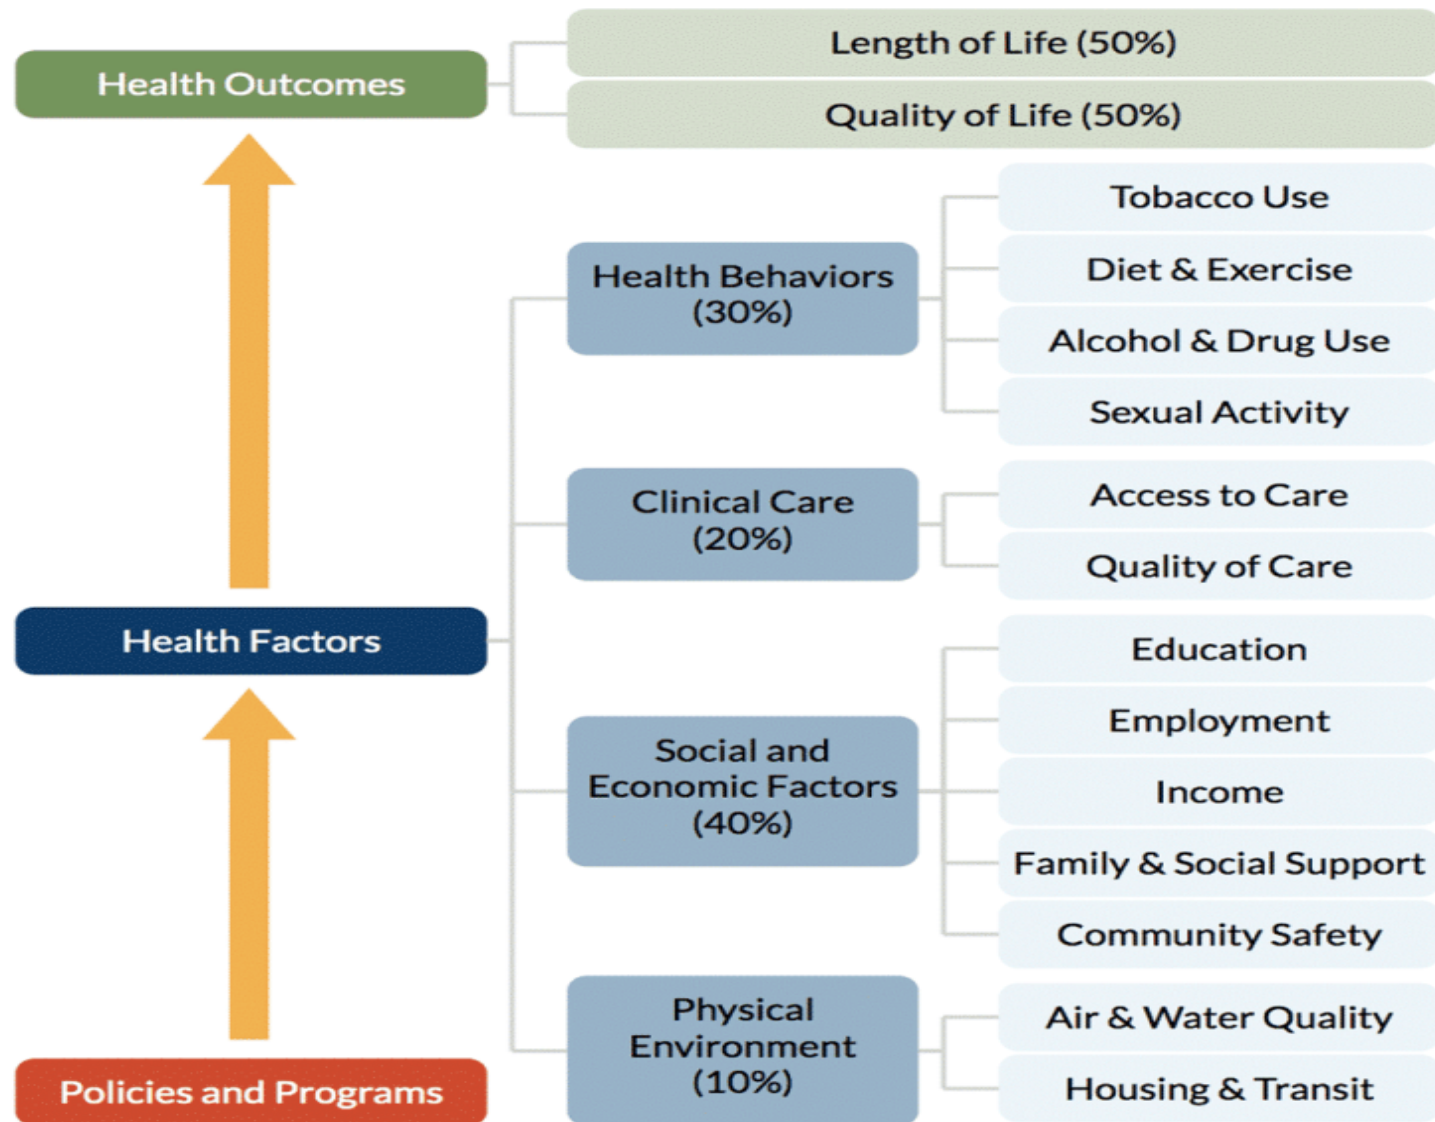 Health Outcomes
Length of Life (50%)
Quality of Life (50%)
Health Factors
Health Behaviors
(30%)
Tobacco Use
Diet & Exercise
Alcohol & Drug Use
Sexual Activity
Clinical Care
(20%)
Access to Care
Quality of Care
Social and
Economic Factors
(40%)
Education
Employment
Income
Family & Social Support
Community Safety
Physical
Environment
(10%)
Air & Water Quality
Housing & Transit
Policies and Programs